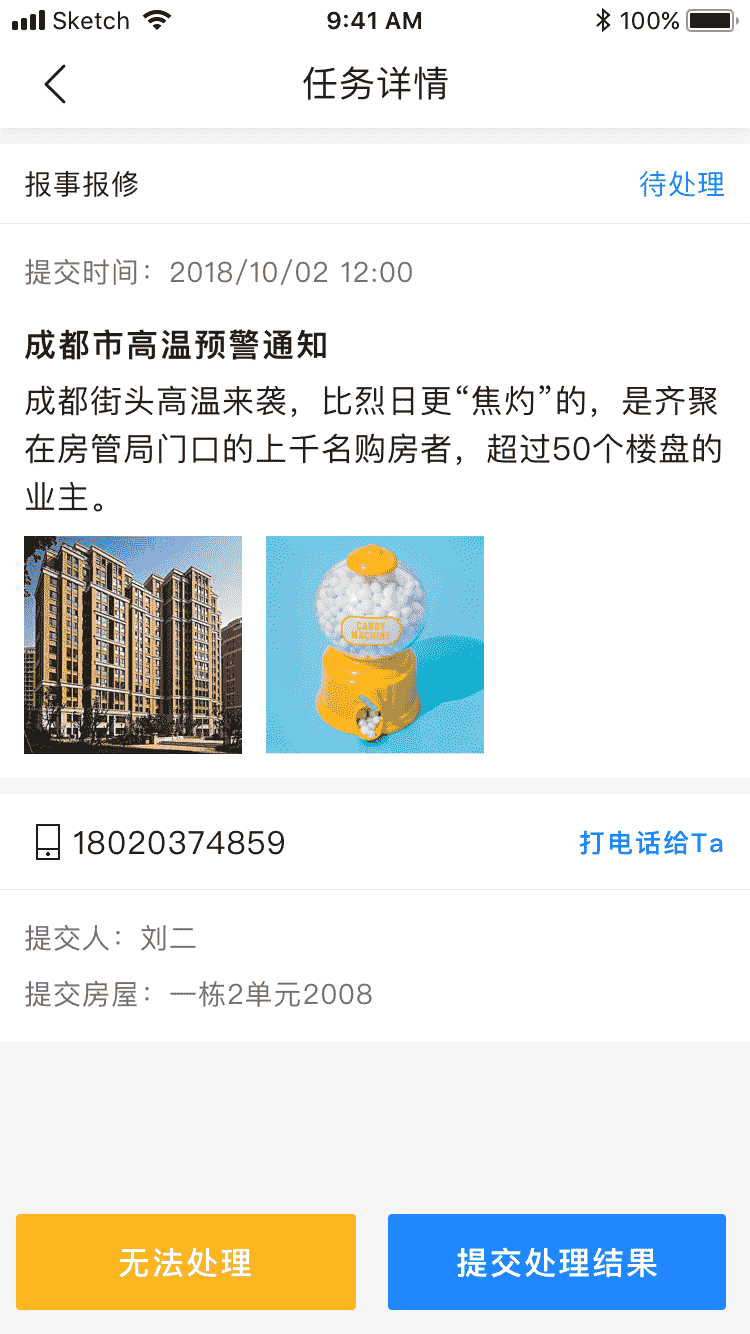 Sketch 9:41 AM 100%
任务详情
报事报修 待处理
提交时间：2018/10/02 12:00
成都市高温预警通知
成都街头高温来袭，比烈日更“焦灼”的，是齐聚
在房管局门口的上千名购房者，超过50个楼盘的
业主。
CANDY
MACHINE
18020374859 打电话给Ta
提交人：刘二
提交房屋：一栋2单元2008
无法处理 提交处理结果